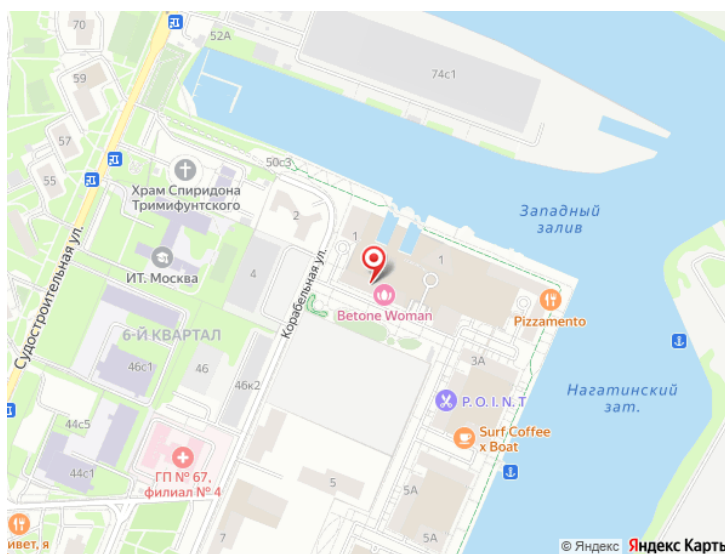 70
52А
74с1
59
57
55
50с3
Храм Спиридона
Тримифунтского
2
Западный
залив
1
1
ИТ. Москва
4
Корабельная ул.
Судостроительная ул.
Betone Woman
Pizzamento
6-Й КВАРТАЛ
3А
46с1
46
46к2
Нагатинский
зат.
P.O.I.N.T
44с5
Surf Coffee
x Boat
44с1
ГП № 67,
филиал № 4
5
5А
5А
7
ивет, я
© Яндекс
Яндекс Карты